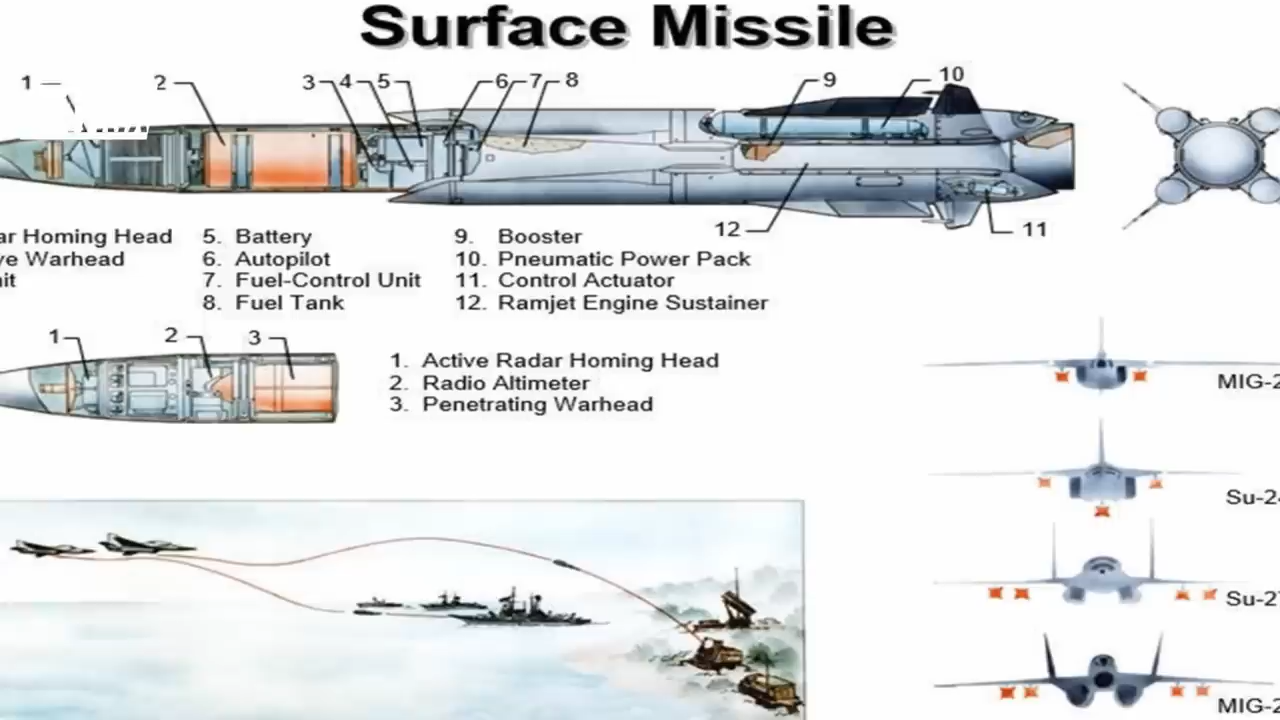 Surface Missile
1 2 3 4 5 6 7 8 9 10
12 11
ar Homing Head 5. Battery 9. Booster
ve Warhead 6. Autopilot 10. Pneumatic Power Pack
it 7. Fuel-Control Unit 11. Control Actuator
8. Fuel Tank 12. Ramjet Engine Sustainer
1 2 3
1. Active Radar Homing Head
2. Radio Altimeter
3. Penetrating Warhead
MIG-2
Su-2
Su-2
MIG-2